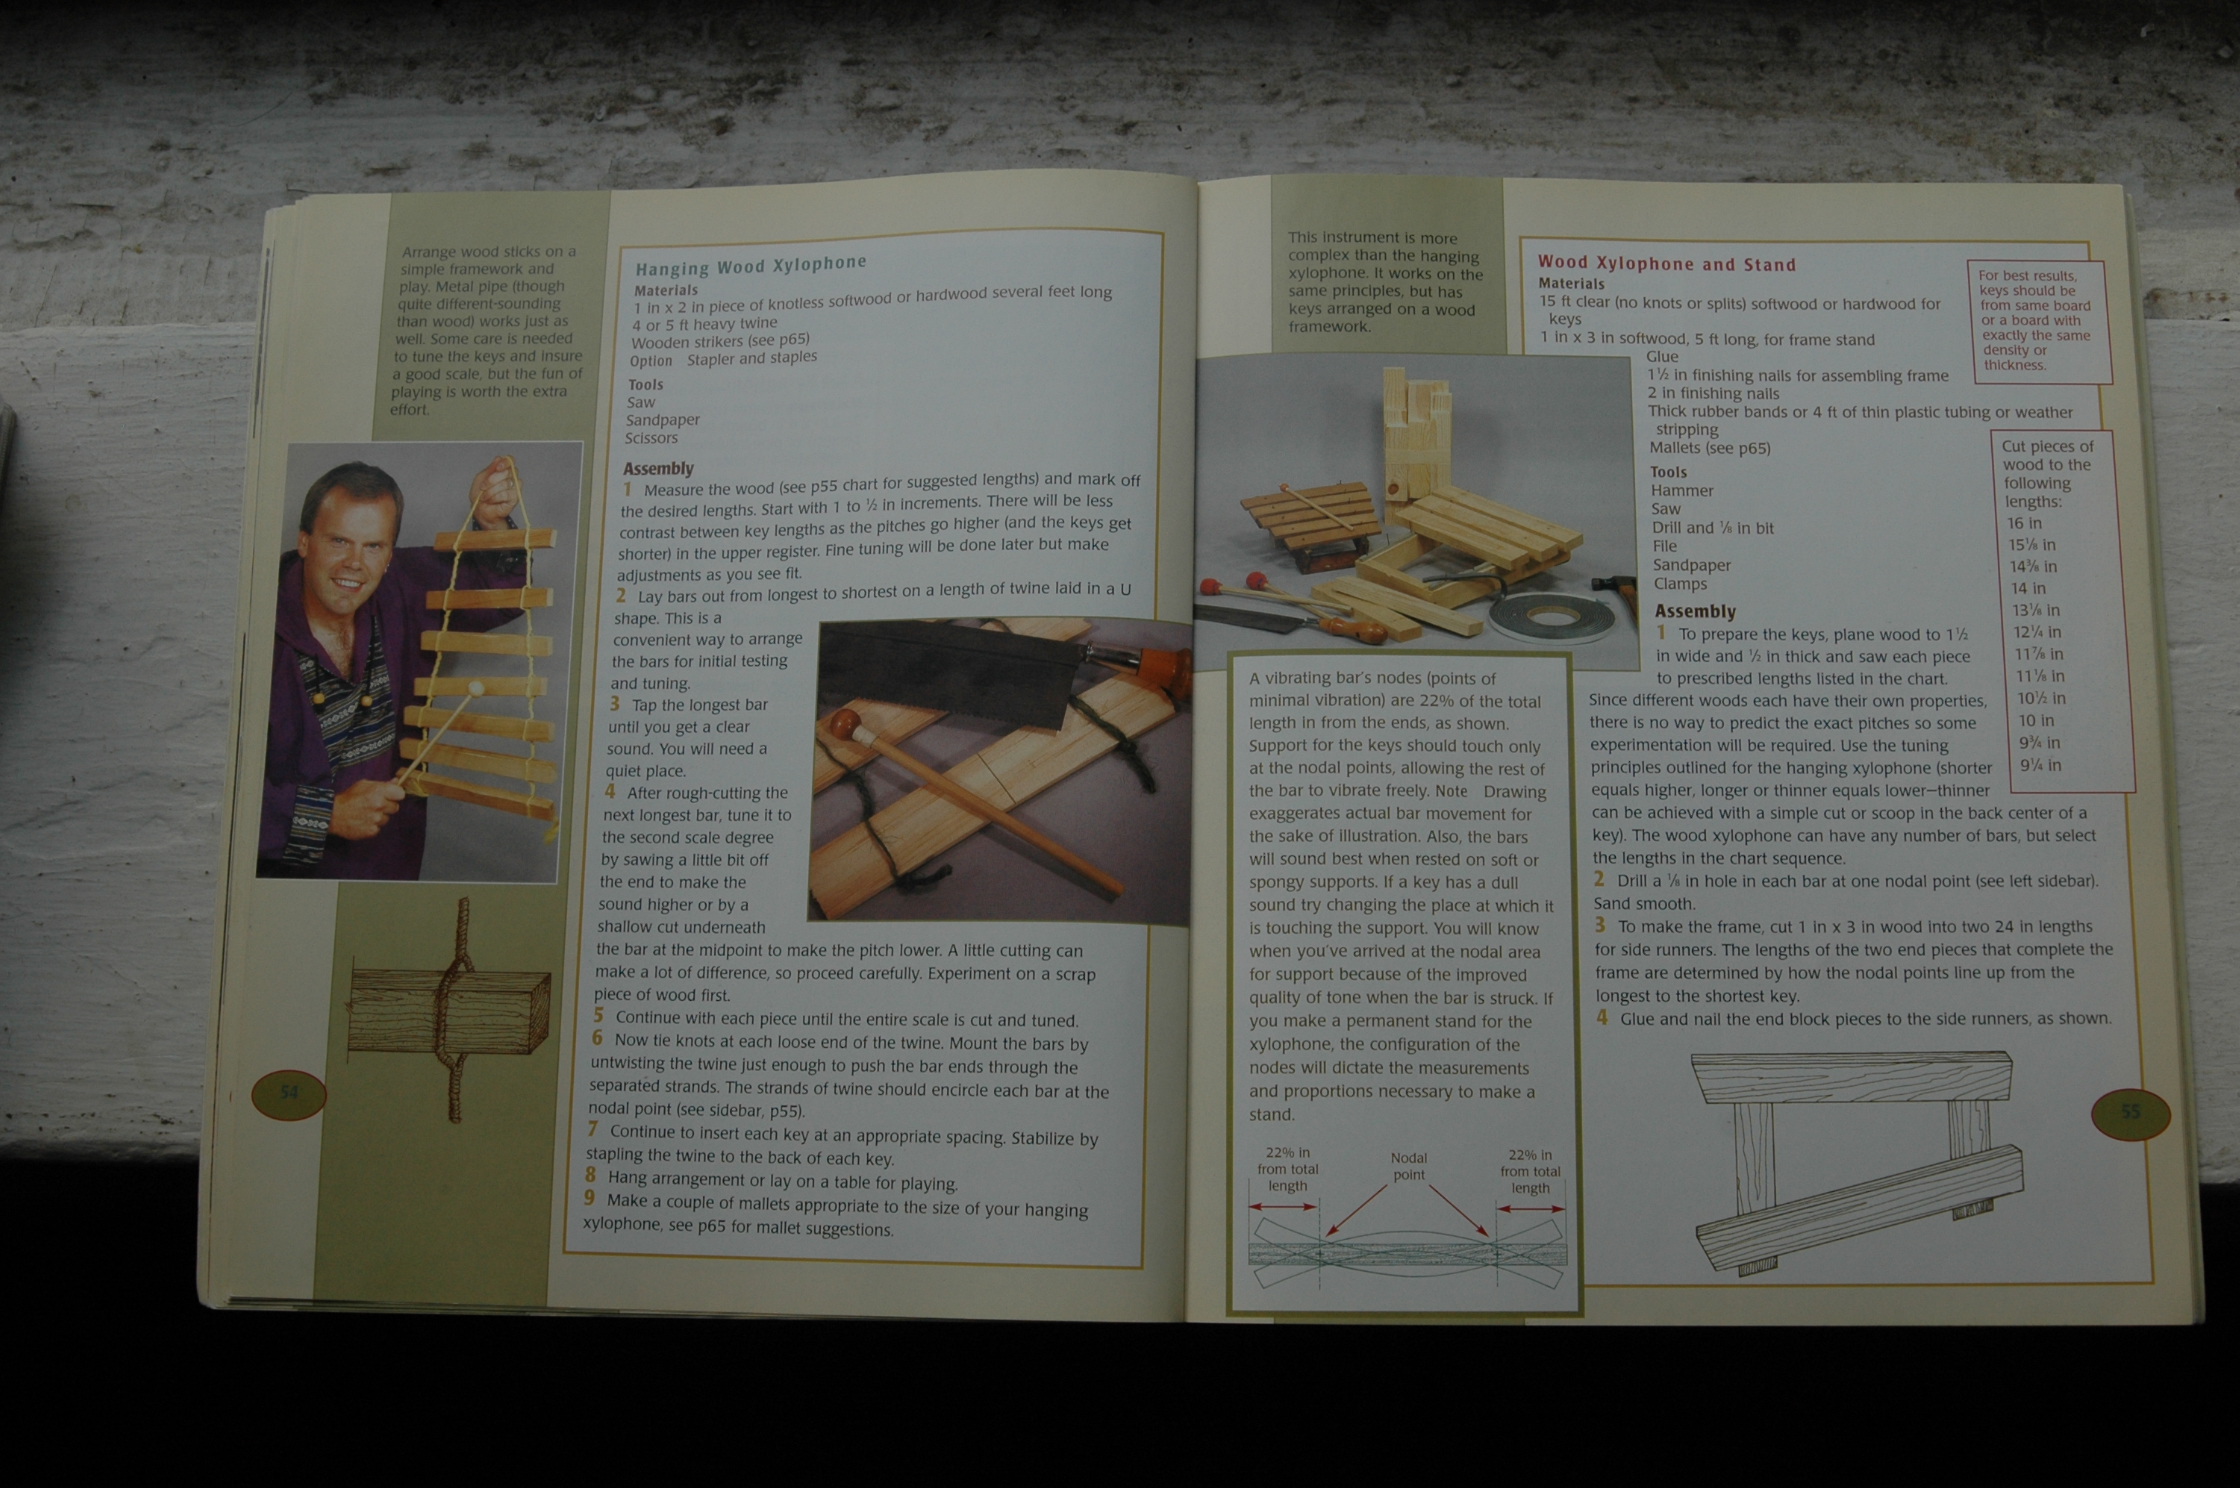 Arrange wood sticks on a
simple framework and
play. Metal pipe (though
quite different-sounding
than wood) works just as
well. Some care is needed
to tune the keys and insure
a good scale, but the fun of
playing is worth the extra
effort.
Hanging Wood Xylophone
Materials
1 in x 2 in piece of knotless softwood or hardwood several feet long
4 or 5 ft heavy twine
Wooden strikers (see p65)
Option Stapler and staples
Tools
Saw
Sandpaper
Scissors
Assembly
1 Measure the wood (see p55 chart for suggested lengths) and mark off
the desired lengths. Start with 1 to ½ in increments. There will be less
contrast between key lengths as the pitches go higher (and the keys get
shorter) in the upper register. Fine tuning will be done later but make
adjustments as you see fit.
2 Lay bars out from longest to shortest on a length of twine laid in a U
shape. This is a
convenient way to arrange
the bars for initial testing
and tuning.
3 Tap the longest bar
until you get a clear
sound. You will need a
quiet place.
4 After rough-cutting the
next longest bar, tune it to
the second scale degree
by sawing a little bit off
the end to make the
sound higher or by a
shallow cut underneath
the bar at the midpoint to make the pitch lower. A little cutting can
make a lot of difference, so proceed carefully. Experiment on a scrap
piece of wood first.
5 Continue with each piece until the entire scale is cut and tuned.
6 Now tie knots at each loose end of the twine. Mount the bars by
untwisting the twine just enough to push the bar ends through the
separated strands. The strands of twine should encircle each bar at the
nodal point (see sidebar, p55).
7 Continue to insert each key at an appropriate spacing. Stabilize by
stapling the twine to the back of each key.
8 Hang arrangement or lay on a table for playing.
9 Make a couple of mallets appropriate to the size of your hanging
xylophone, see p65 for mallet suggestions.
54
This instrument is more
complex than the hanging
xylophone. It works on the
same principles, but has
keys arranged on a wood
framework.
Wood Xylophone and Stand
Materials
15 ft clear (no knots or splits) softwood or hardwood for
keys
1 in x 3 in softwood, 5 ft long, for frame stand
Glue
1½ in finishing nails for assembling frame
2 in finishing nails
Thick rubber bands or 4 ft of thin plastic tubing or weather
stripping
Mallets (see p65)
Tools
Hammer
Saw
Drill and ⅛ in bit
File
Sandpaper
Clamps
Assembly
1 To prepare the keys, plane wood to 1½
in wide and ½ in thick and saw each piece
to prescribed lengths listed in the chart.
Since different woods each have their own properties,
there is no way to predict the exact pitches so some
experimentation will be required. Use the tuning
principles outlined for the hanging xylophone (shorter
equals higher, longer or thinner equals lower—thinner
can be achieved with a simple cut or scoop in the back center of a
key). The wood xylophone can have any number of bars, but select
the lengths in the chart sequence.
2 Drill a ⅛ in hole in each bar at one nodal point (see left sidebar).
Sand smooth.
3 To make the frame, cut 1 in x 3 in wood into two 24 in lengths
for side runners. The lengths of the two end pieces that complete the
frame are determined by how the nodal points line up from the
longest to the shortest key.
4 Glue and nail the end block pieces to the side runners, as shown.
For best results,
keys should be
from same board
or a board with
exactly the same
density or
thickness.
Cut pieces of
wood to the
following
lengths:
16 in
15⅛ in
14⅜ in
14 in
13⅛ in
12¼ in
11⅞ in
11⅛ in
10½ in
10 in
9¾ in
9¼ in
A vibrating bar's nodes (points of
minimal vibration) are 22% of the total
length in from the ends, as shown.
Support for the keys should touch only
at the nodal points, allowing the rest of
the bar to vibrate freely. Note Drawing
exaggerates actual bar movement for
the sake of illustration. Also, the bars
will sound best when rested on soft or
spongy supports. If a key has a dull
sound try changing the place at which it
is touching the support. You will know
when you've arrived at the nodal area
for support because of the improved
quality of tone when the bar is struck. If
you make a permanent stand for the
xylophone, the configuration of the
nodes will dictate the measurements
and proportions necessary to make a
stand.
22% in
from total
length
Nodal
point
22% in
from total
length
55